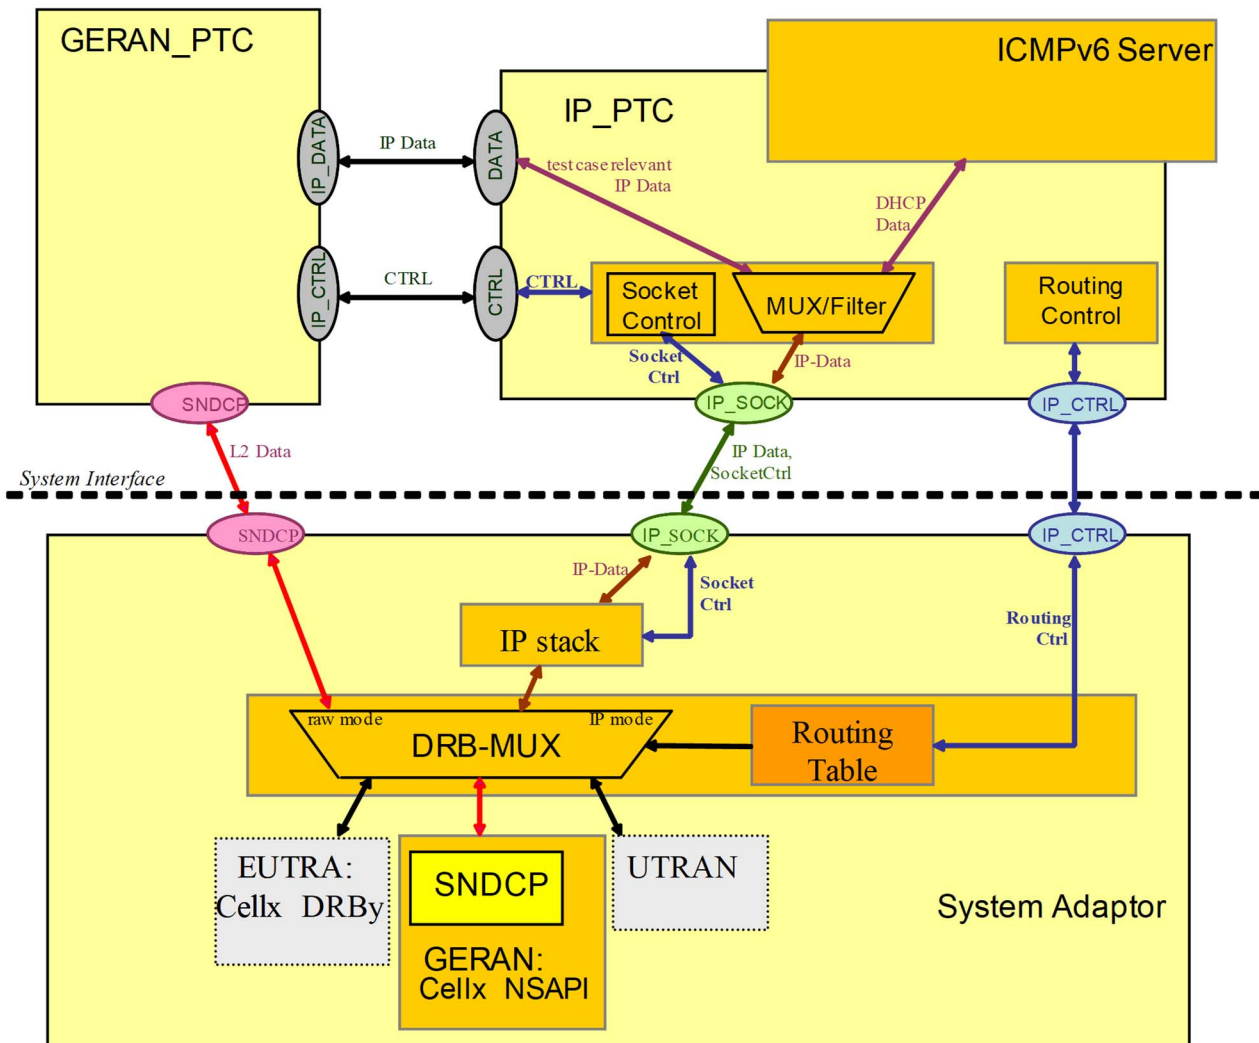 GERAN_PTC
ICMPv6 Server
IP_PTC
IP_DATA
IP Data
DATA
test case relevant
IP Data
DHCP
Data
IP_CTRL
CTRL
CTRL
CTRL
Socket
Control
MUX/Filter
Routing
Control
Socket
Ctrl
IP-Data
SNDCP
IP_SOCK
IP_CTRL
L2 Data
IP Data,
SocketCtrl
System Interface
SNDCP
IP_SOCK
IP_CTRL
IP-Data
Socket
Ctrl
IP stack
Routing
Ctrl
raw mode
IP mode
DRB-MUX
Routing
Table
EUTRA:
Cellx DRBy
SNDCP
GERAN:
Cellx NSAPI
UTRAN
System Adaptor